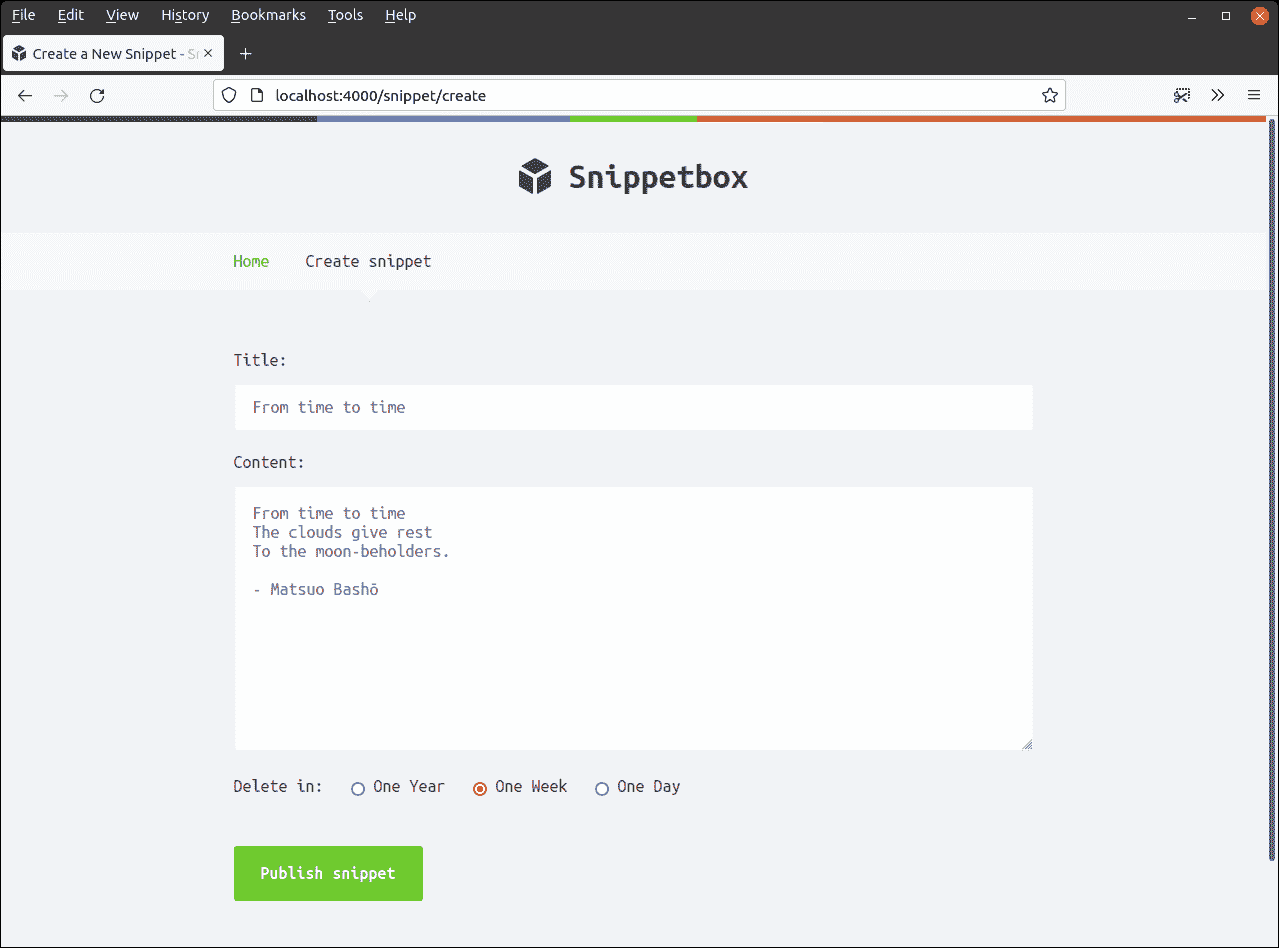 File Edit View History Bookmarks Tools Help
Create a New Snippet - Sn
localhost:4000/snippet/create
Snippetbox
Home Create snippet
Title:
From time to time
Content:
From time to time
The clouds give rest
To the moon-beholders.
- Matsuo Bashō
Delete in: One Year One Week One Day
Publish snippet